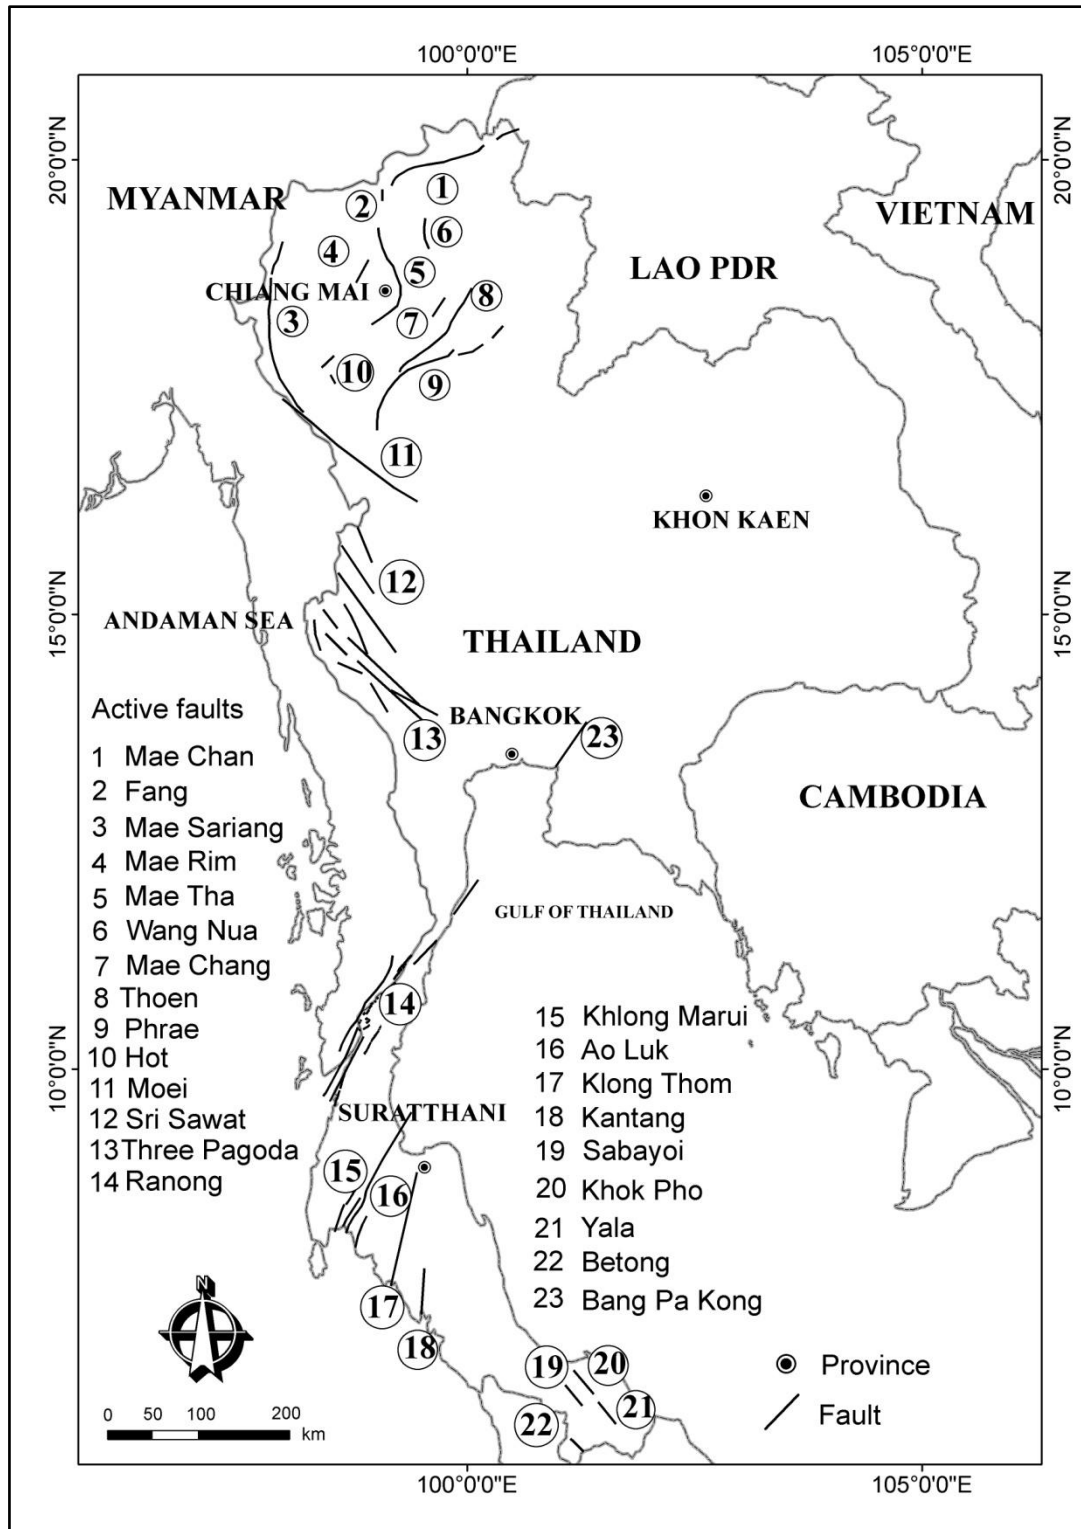 100°0'0"E 105°0'0"E
20°0'0"N 20°0'0"N
1
MYANMAR 2 VIETNAM
6
4
LAO PDR
5
CHIANG MAI 8
3 7
10
9
11
KHON KAEN
12
15°0'0"N ANDAMAN SEA 15°0'0"N
THAILAND
Active faults BANGKOK
13 23
1 Mae Chan
2 Fang CAMBODIA
3 Mae Sariang
4 Mae Rim
5 Mae Tha
GULF OF THAILAND
6 Wang Nua
7 Mae Chang
8 Thoen 14
9 Phrae
10 Hot
11 Moei
12 Sri Sawat
13 Three Pagoda
14 Ranong
15 Khlong Marui
16 Ao Luk
17 Klong Thom
18 Kantang
19 Sabayoi
20 Khok Pho
21 Yala
22 Betong
23 Bang Pa Kong
10°0'0"N 10°0'0"N
SURATTHANI
15
16
N
17
18
19 20
21
22
Province
Fault
0 50 100 200
km
100°0'0"E 105°0'0"E